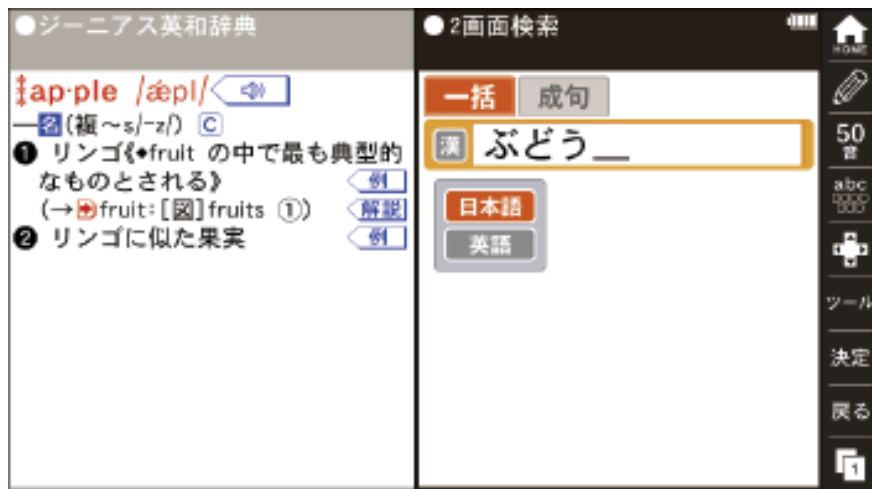 ●ジーニアス英和辞典
ap·ple /ǽpl/
―名(複～s/-z/) C
❶ リンゴ《◆fruit の中で最も典型的
なものとされる》 例
(→fruit:[図]fruits ①) 解説
❷ リンゴに似た果実 例
●2画面検索
一括 成句
漢 ぶどう＿
日本語
英語
HOME
50
音
abc
ツール
決定
戻る
1